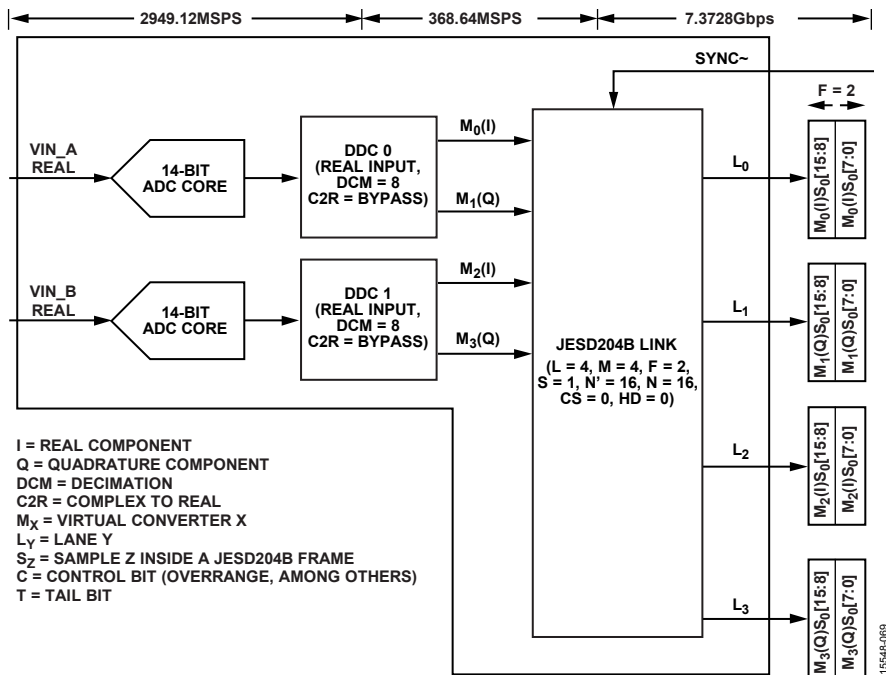 2949.12MSPS
368.64MSPS
7.3728Gbps
SYNC~
F = 2
VIN_A
REAL
14-BIT
ADC CORE
DDC 0
(REAL INPUT,
DCM = 8
C2R = BYPASS)
M0(I)
M1(Q)
VIN_B
REAL
14-BIT
ADC CORE
DDC 1
(REAL INPUT,
DCM = 8
C2R = BYPASS)
M2(I)
M3(Q)
JESD204B LINK
(L = 4, M = 4, F = 2,
S = 1, N' = 16, N = 16,
CS = 0, HD = 0)
L0
M0(I)S0[15:8]
M0(I)S0[7:0]
L1
M1(Q)S0[15:8]
M1(Q)S0[7:0]
L2
M2(I)S0[15:8]
M2(I)S0[7:0]
L3
M3(Q)S0[15:8]
M3(Q)S0[7:0]
I = REAL COMPONENT
Q = QUADRATURE COMPONENT
DCM = DECIMATION
C2R = COMPLEX TO REAL
MX = VIRTUAL CONVERTER X
LY = LANE Y
SZ = SAMPLE Z INSIDE A JESD204B FRAME
C = CONTROL BIT (OVERRANGE, AMONG OTHERS)
T = TAIL BIT
15548-069